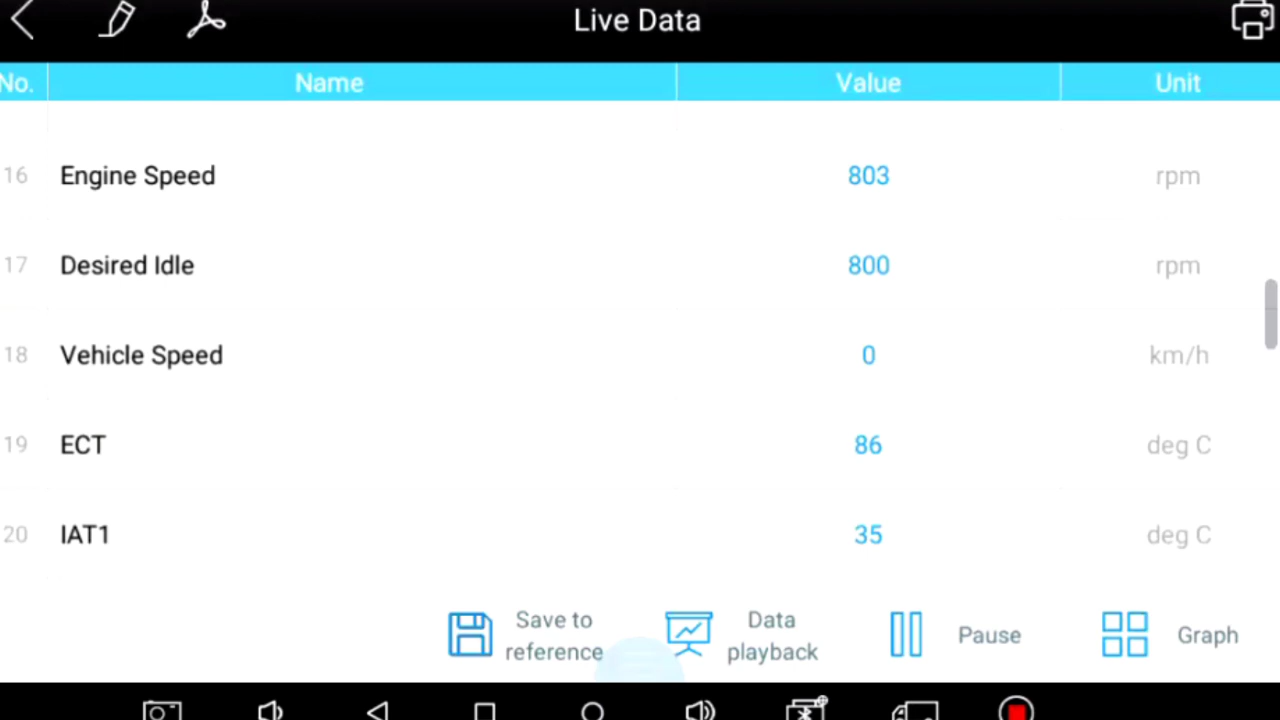 Live Data
No. Name Value Unit
16 Engine Speed 803 rpm
17 Desired Idle 800 rpm
18 Vehicle Speed 0 km/h
19 ECT 86 deg C
20 IAT1 35 deg C
Save to
reference
Data
playback
Pause
Graph